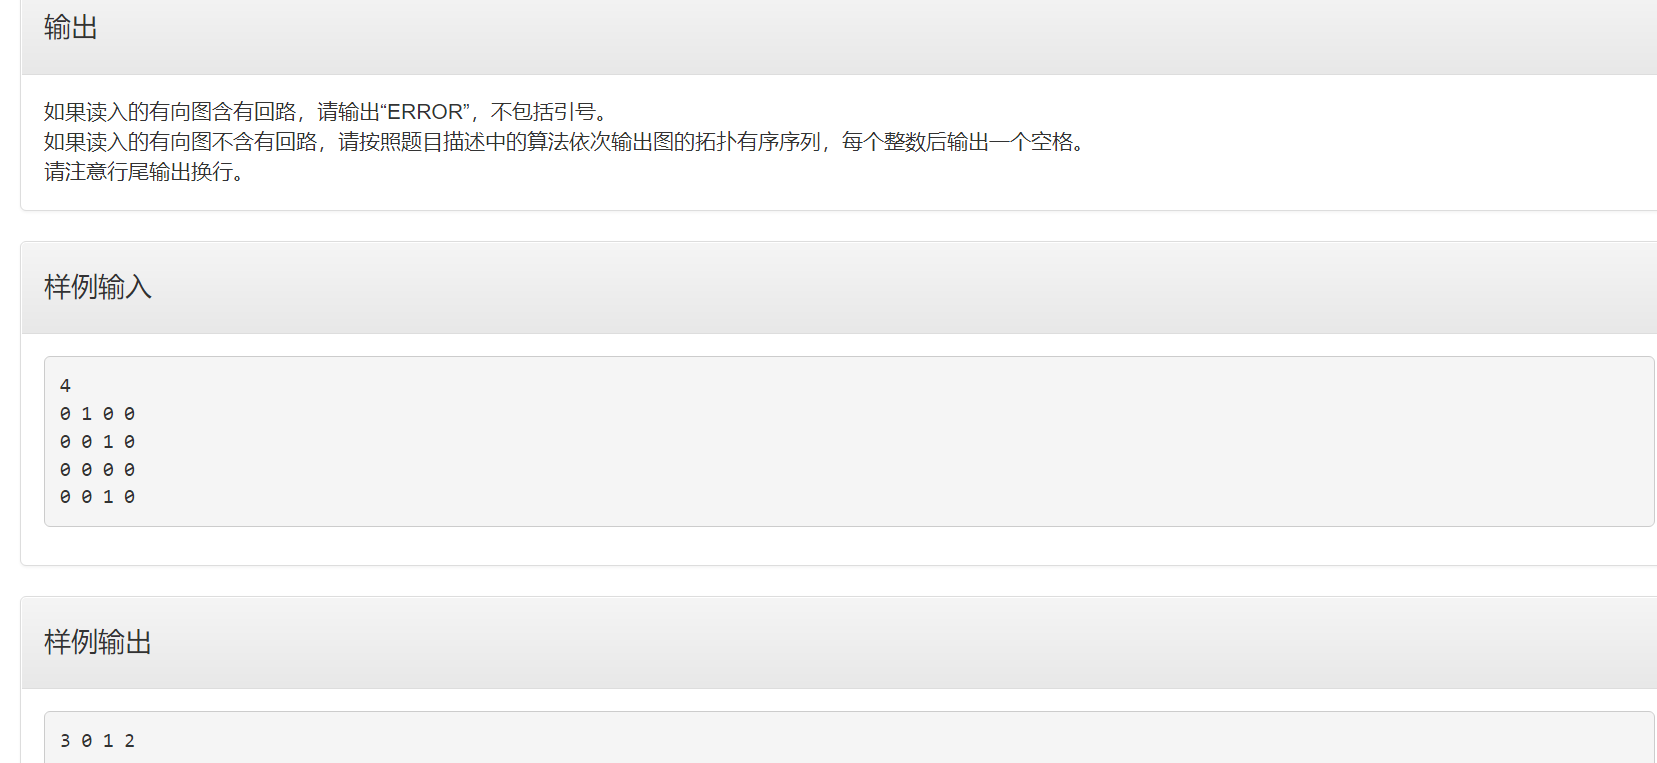 输出
如果读入的有向图含有回路，请输出“ERROR”，不包括引号。
如果读入的有向图不含有回路，请按照题目描述中的算法依次输出图的拓扑有序序列，每个整数后输出一个空格。
请注意行尾输出换行。
样例输入
4
0 1 0 0
0 0 1 0
0 0 0 0
0 0 1 0
样例输出
3 0 1 2